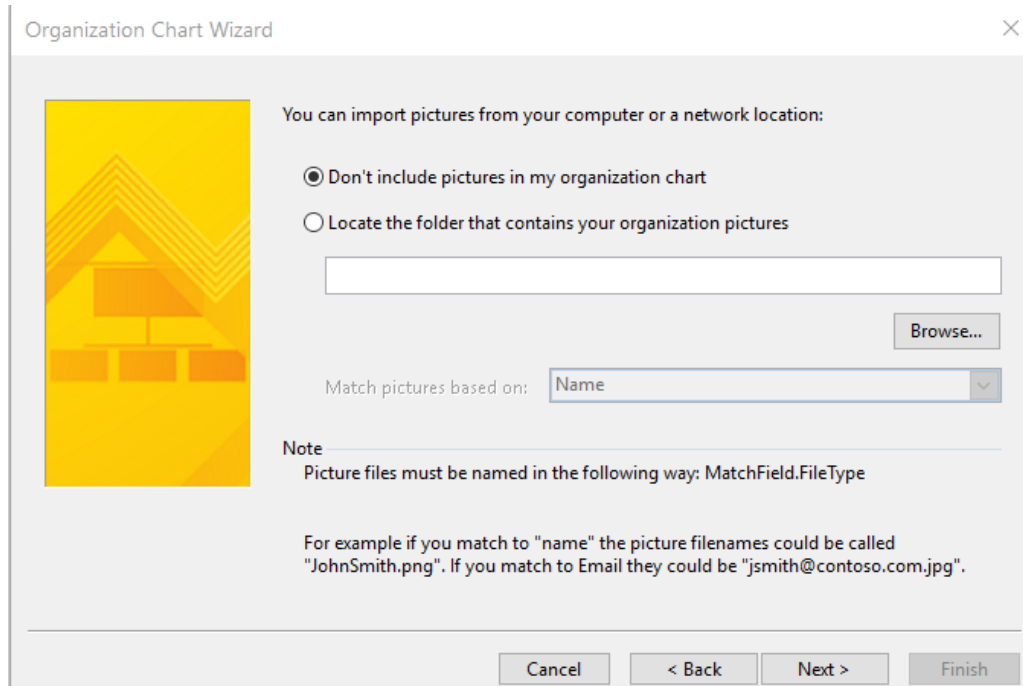 Organization Chart Wizard
You can import pictures from your computer or a network location:
Don't include pictures in my organization chart
Locate the folder that contains your organization pictures
Browse...
Match pictures based on:
Name
Note
Picture files must be named in the following way: MatchField.FileType
For example if you match to "name" the picture filenames could be called
"JohnSmith.png". If you match to Email they could be "jsmith@contoso.com.jpg".
Cancel
< Back
Next >
Finish